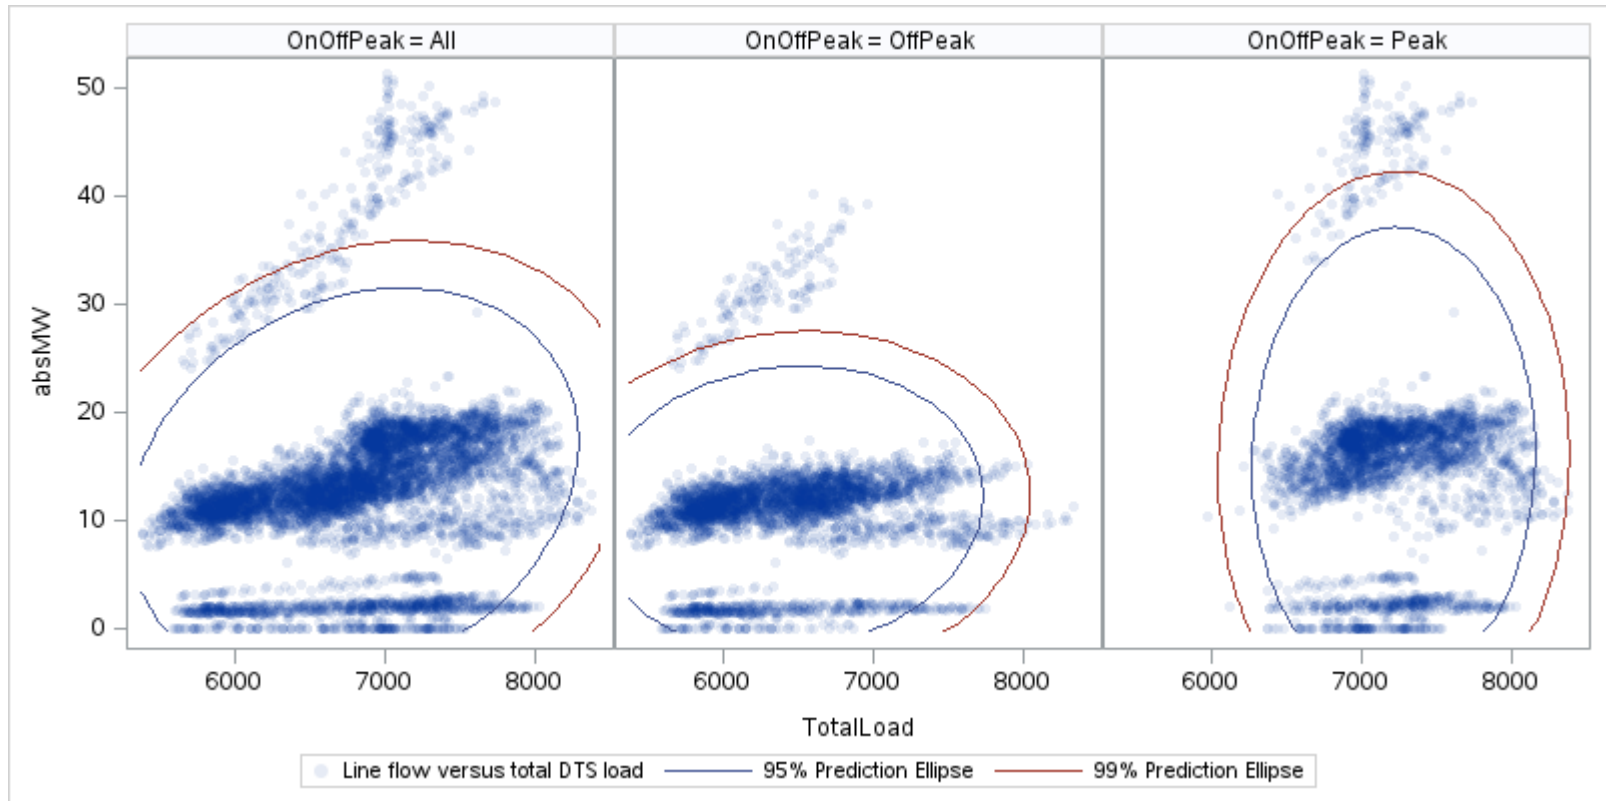 OnOffPeak = All
OnOffPeak = OffPeak
OnOffPeak = Peak
50
40
30
20
10
0
absMW
6000
7000
8000
6000
7000
8000
6000
7000
8000
TotalLoad
Line flow versus total DTS load
95% Prediction Ellipse
99% Prediction Ellipse